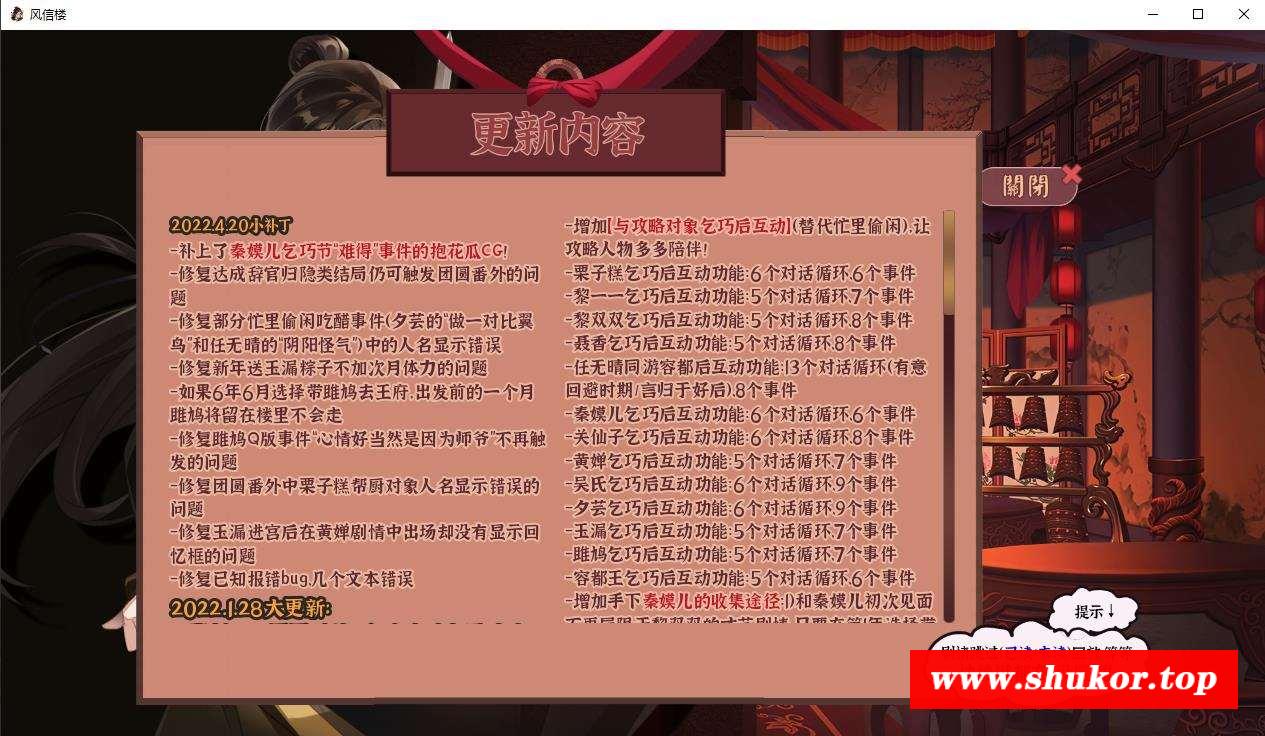 风信楼
更新内容
關閉
2022.4.20小补丁
-补上了秦嫫儿乞巧节“难得”事件的抱花瓜CG!
-修复达成辞官归隐类结局仍可触发团圆番外的问
题
-修复部分忙里偷闲吃醋事件(夕芸的“做一对比翼
鸟”和任无晴的“阴阳怪气”)中的人名显示错误
-修复新年送玉漏粽子不加次月体力的问题
-如果6年6月选择带雎鸠去王府,出发前的一个月
雎鸠将留在楼里不会走
-修复雎鸠Q版事件“心情好当然是因为师爷”不再触
发的问题
-修复团圆番外中栗子糕帮厨对象人名显示错误的
问题
-修复玉漏进宫后在黄婵剧情中出场却没有显示回
忆框的问题
-修复已知报错bug,几个文本错误
2022.1.28大更新:
-增加[与攻略对象乞巧后互动](替代忙里偷闲),让
攻略人物多多陪伴!
-栗子糕乞巧后互动功能:6个对话循环,6个事件
-黎一一乞巧后互动功能:5个对话循环,7个事件
-黎双双乞巧后互动功能:5个对话循环,8个事件
-聂香乞巧后互动功能:5个对话循环,8个事件
-任无晴同游容都后互动功能:13个对话循环(有意
回避时期/言归于好后),8个事件
-秦嫫儿乞巧后互动功能:6个对话循环,6个事件
-关仙子乞巧后互动功能:6个对话循环,8个事件
-黄婵乞巧后互动功能:5个对话循环,7个事件
-吴氏乞巧后互动功能:6个对话循环,9个事件
-夕芸乞巧后互动功能:6个对话循环,9个事件
-玉漏乞巧后互动功能:5个对话循环,7个事件
-雎鸠乞巧后互动功能:5个对话循环,7个事件
-容都王乞巧后互动功能:5个对话循环,6个事件
-增加手下秦嫫儿的收集途径:1)和秦嫫儿初次见面
提示↓
www.shukor.top